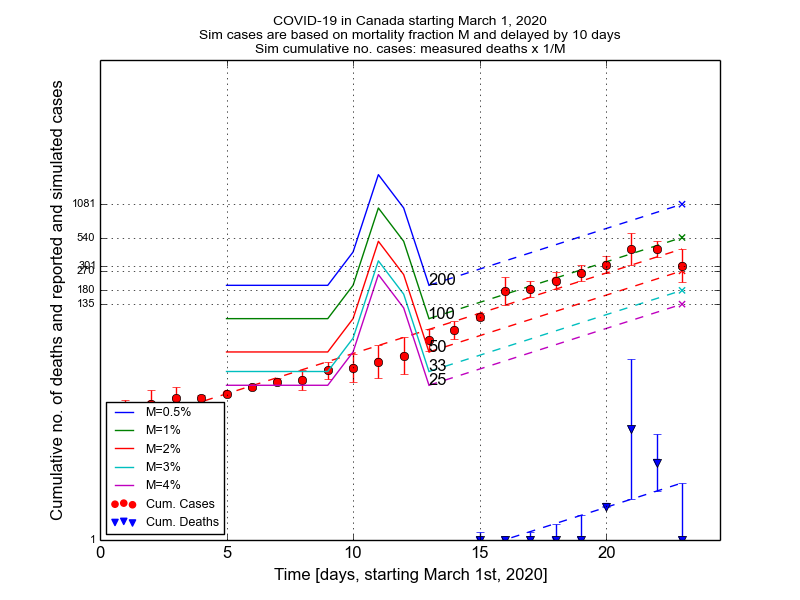 COVID-19 in Canada starting March 1, 2020
Sim cases are based on mortality fraction M and delayed by 10 days
Sim cumulative no. cases: measured deaths x 1/M
Cumulative no. of deaths and reported and simulated cases
1081
540
301
270
180
135
1
200
100
50
33
25
M=0.5%
M=1%
M=2%
M=3%
M=4%
Cum. Cases
Cum. Deaths
0 5 10 15 20
Time [days, starting March 1st, 2020]